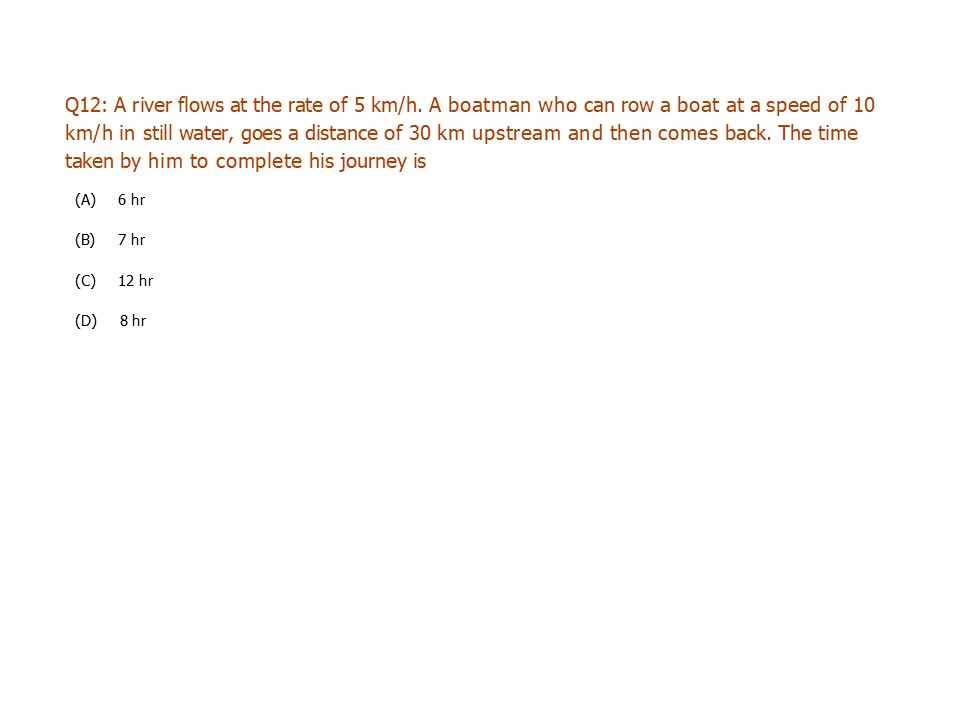 Q12: A river flows at the rate of 5 km/h. A boatman who can row a boat at a speed of 10
km/h in still water, goes a distance of 30 km upstream and then comes back. The time
taken by him to complete his journey is
(A) 6 hr
(B) 7 hr
(C) 12 hr
(D) 8 hr